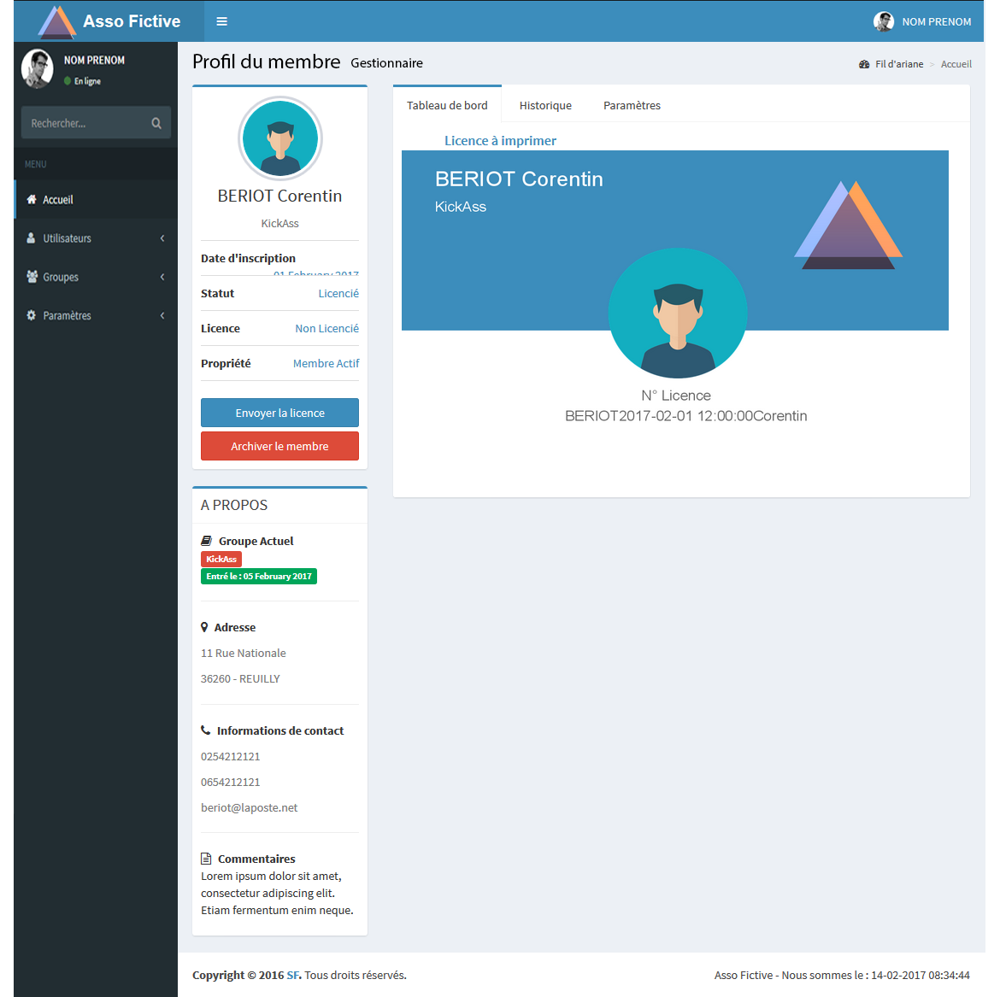 Asso Fictive
NOM PRENOM
NOM PRENOM
En ligne
Rechercher...
MENU
Accueil
Utilisateurs
Groupes
Paramètres
Profil du membre Gestionnaire
Fil d'ariane > Accueil
BERIOT Corentin
KickAss
Date d'inscription
01 February 2017
Statut Licencié
Licence Non Licencié
Propriété Membre Actif
Envoyer la licence
Archiver le membre
A PROPOS
Groupe Actuel
KickAss
Entré le : 05 February 2017
Adresse
11 Rue Nationale
36260 - REUILLY
Informations de contact
0254212121
0654212121
beriot@laposte.net
Commentaires
Lorem ipsum dolor sit amet,
consectetur adipiscing elit.
Etiam fermentum enim neque.
Tableau de bord Historique Paramètres
Licence à imprimer
BERIOT Corentin
KickAss
N° Licence
BERIOT2017-02-01 12:00:00Corentin
Copyright © 2016 SF. Tous droits réservés.
Asso Fictive - Nous sommes le : 14-02-2017 08:34:44